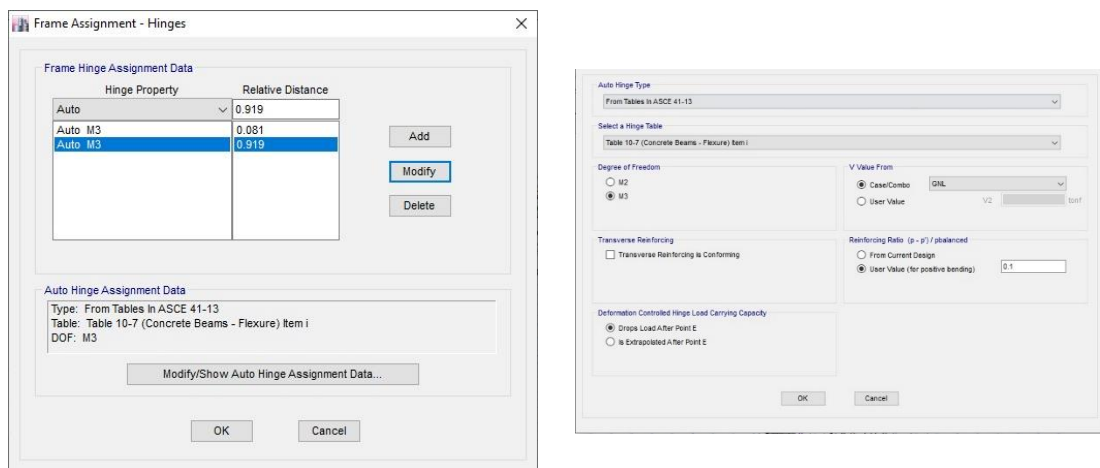 Frame Assignment - Hinges
Frame Hinge Assignment Data
Hinge Property Relative Distance
Auto 0.919
Auto M3 0.081
Auto M3 0.919
Add
Modify
Delete
Auto Hinge Assignment Data
Type: From Tables In ASCE 41-13
Table: Table 10-7 (Concrete Beams - Flexure) Item i
DOF: M3
Modify/Show Auto Hinge Assignment Data...
OK Cancel
Auto Hinge Type
From Tables In ASCE 41-13
Select a Hinge Table
Table 10-7 (Concrete Beams - Flexure) Item i
Degree of Freedom
M2
M3
V Value From
Case/Combo GNL
User Value V2 tonf
Transverse Reinforcing
Transverse Reinforcing is Conforming
Reinforcing Ratio (p - p') / pbalanced
From Current Design
User Value (for positive bending) 0.1
Deformation Controlled Hinge Load Carrying Capacity
Drops Load After Point E
Is Extrapolated After Point E
OK Cancel